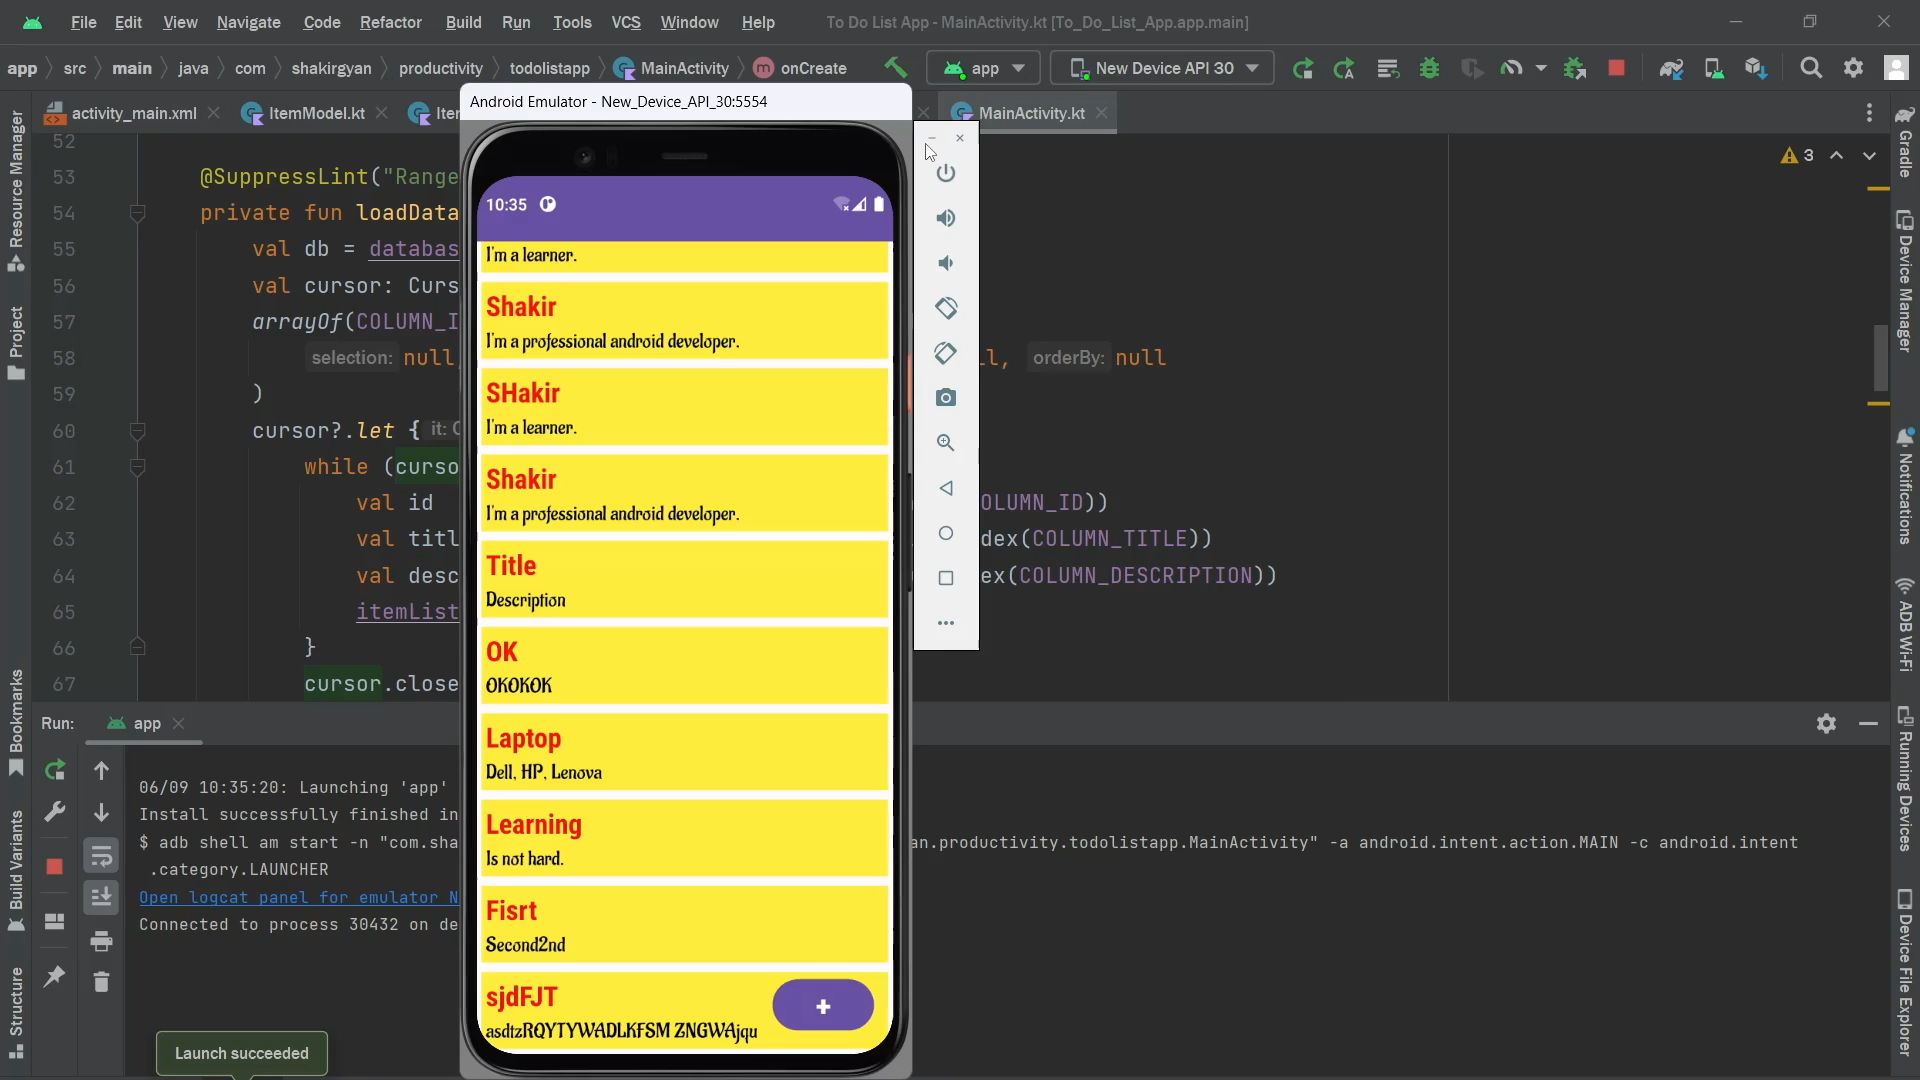 File Edit View Navigate Code Refactor Build Run Tools VCS Window Help To Do List App - MainActivity.kt [To_Do_List_App.app.main]
app src main java com shakirgyan productivity todolistapp MainActivity m onCreate app New Device API 30
activity_main.xml ItemModel.kt Iter MainActivity.kt
Android Emulator - New_Device_API_30:5554
3
52
53 @SuppressLint("Range
54 private fun loadData
55 val db = databas
56 val cursor: Curs
57 arrayOf(COLUMN_I
58 selection: null, l, orderBy: null
59 )
60 cursor?.let { it: C
61 while (curso
62 val id OLUMN_ID))
63 val titl dex(COLUMN_TITLE))
64 val desc ex(COLUMN_DESCRIPTION))
65 itemList
66 }
67 cursor.close
10:35
I'm a learner.
Shakir
I'm a professional android developer.
SHakir
I'm a learner.
Shakir
I'm a professional android developer.
Title
Description
OK
OKOKOK
Laptop
Dell, HP, Lenova
Learning
Is not hard.
Fisrt
Second2nd
sjdFJT
asdtzRQYTYWADLKFSM ZNGWAjqu
+
Run: app
06/09 10:35:20: Launching 'app'
Install successfully finished in
$ adb shell am start -n "com.sha an.productivity.todolistapp.MainActivity" -a android.intent.action.MAIN -c android.intent
.category.LAUNCHER
Open logcat panel for emulator N
Connected to process 30432 on de
Launch succeeded
Resource Manager
Project
Bookmarks
Build Variants
Structure
Gradle
Device Manager
Notifications
ADB Wi-Fi
Running Devices
Device File Explorer